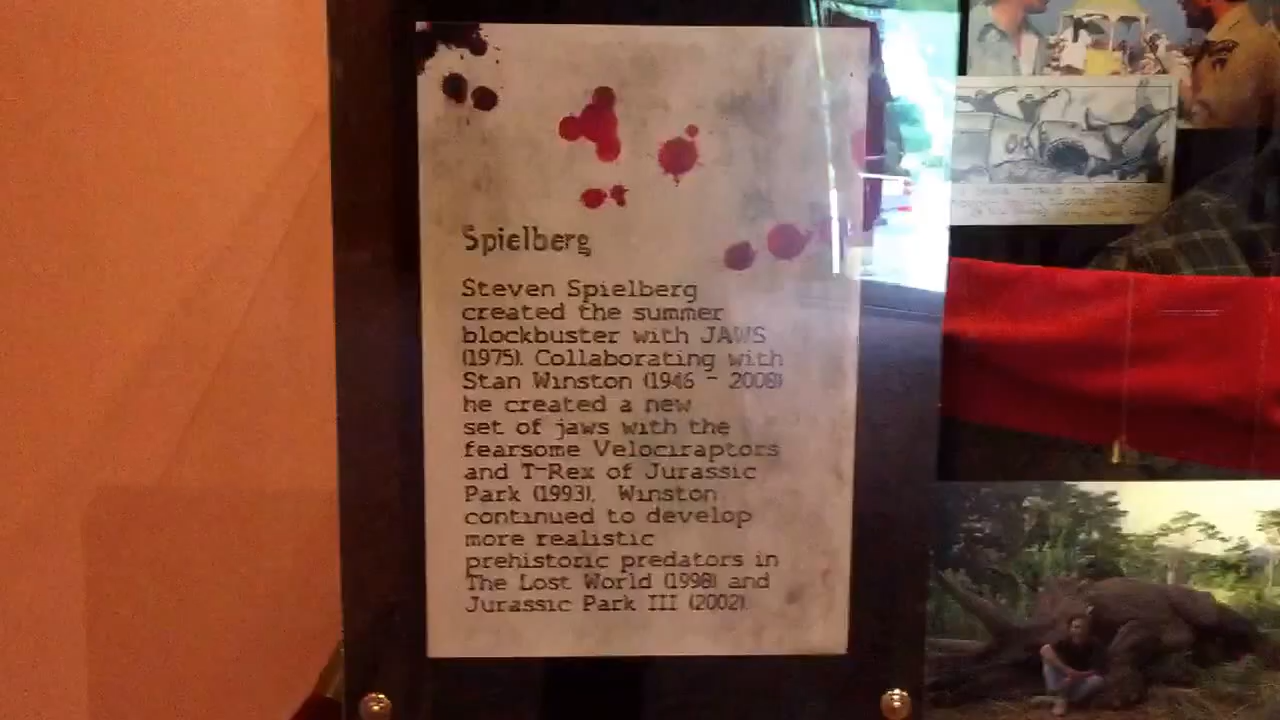 Spielberg
Steven Spielberg
created the summer
blockbuster with JAWS
(1975). Collaborating with
Stan Winston (1946 - 2008)
he created a new
set of jaws with the
fearsome Velociraptors
and T-Rex of Jurassic
Park (1993). Winston
continued to develop
more realistic
prehistoric predators in
The Lost World (1998) and
Jurassic Park III (2002).